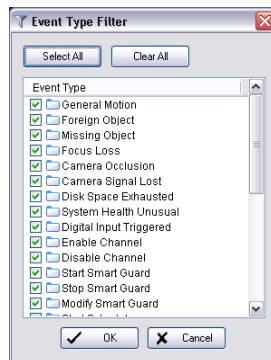 Event Type Filter
Select All
Clear All
Event Type
General Motion
Foreign Object
Missing Object
Focus Loss
Camera Occlusion
Camera Signal Lost
Disk Space Exhausted
System Health Unusual
Digital Input Triggered
Enable Channel
Disable Channel
Start Smart Guard
Stop Smart Guard
Modify Smart Guard
OK
Cancel